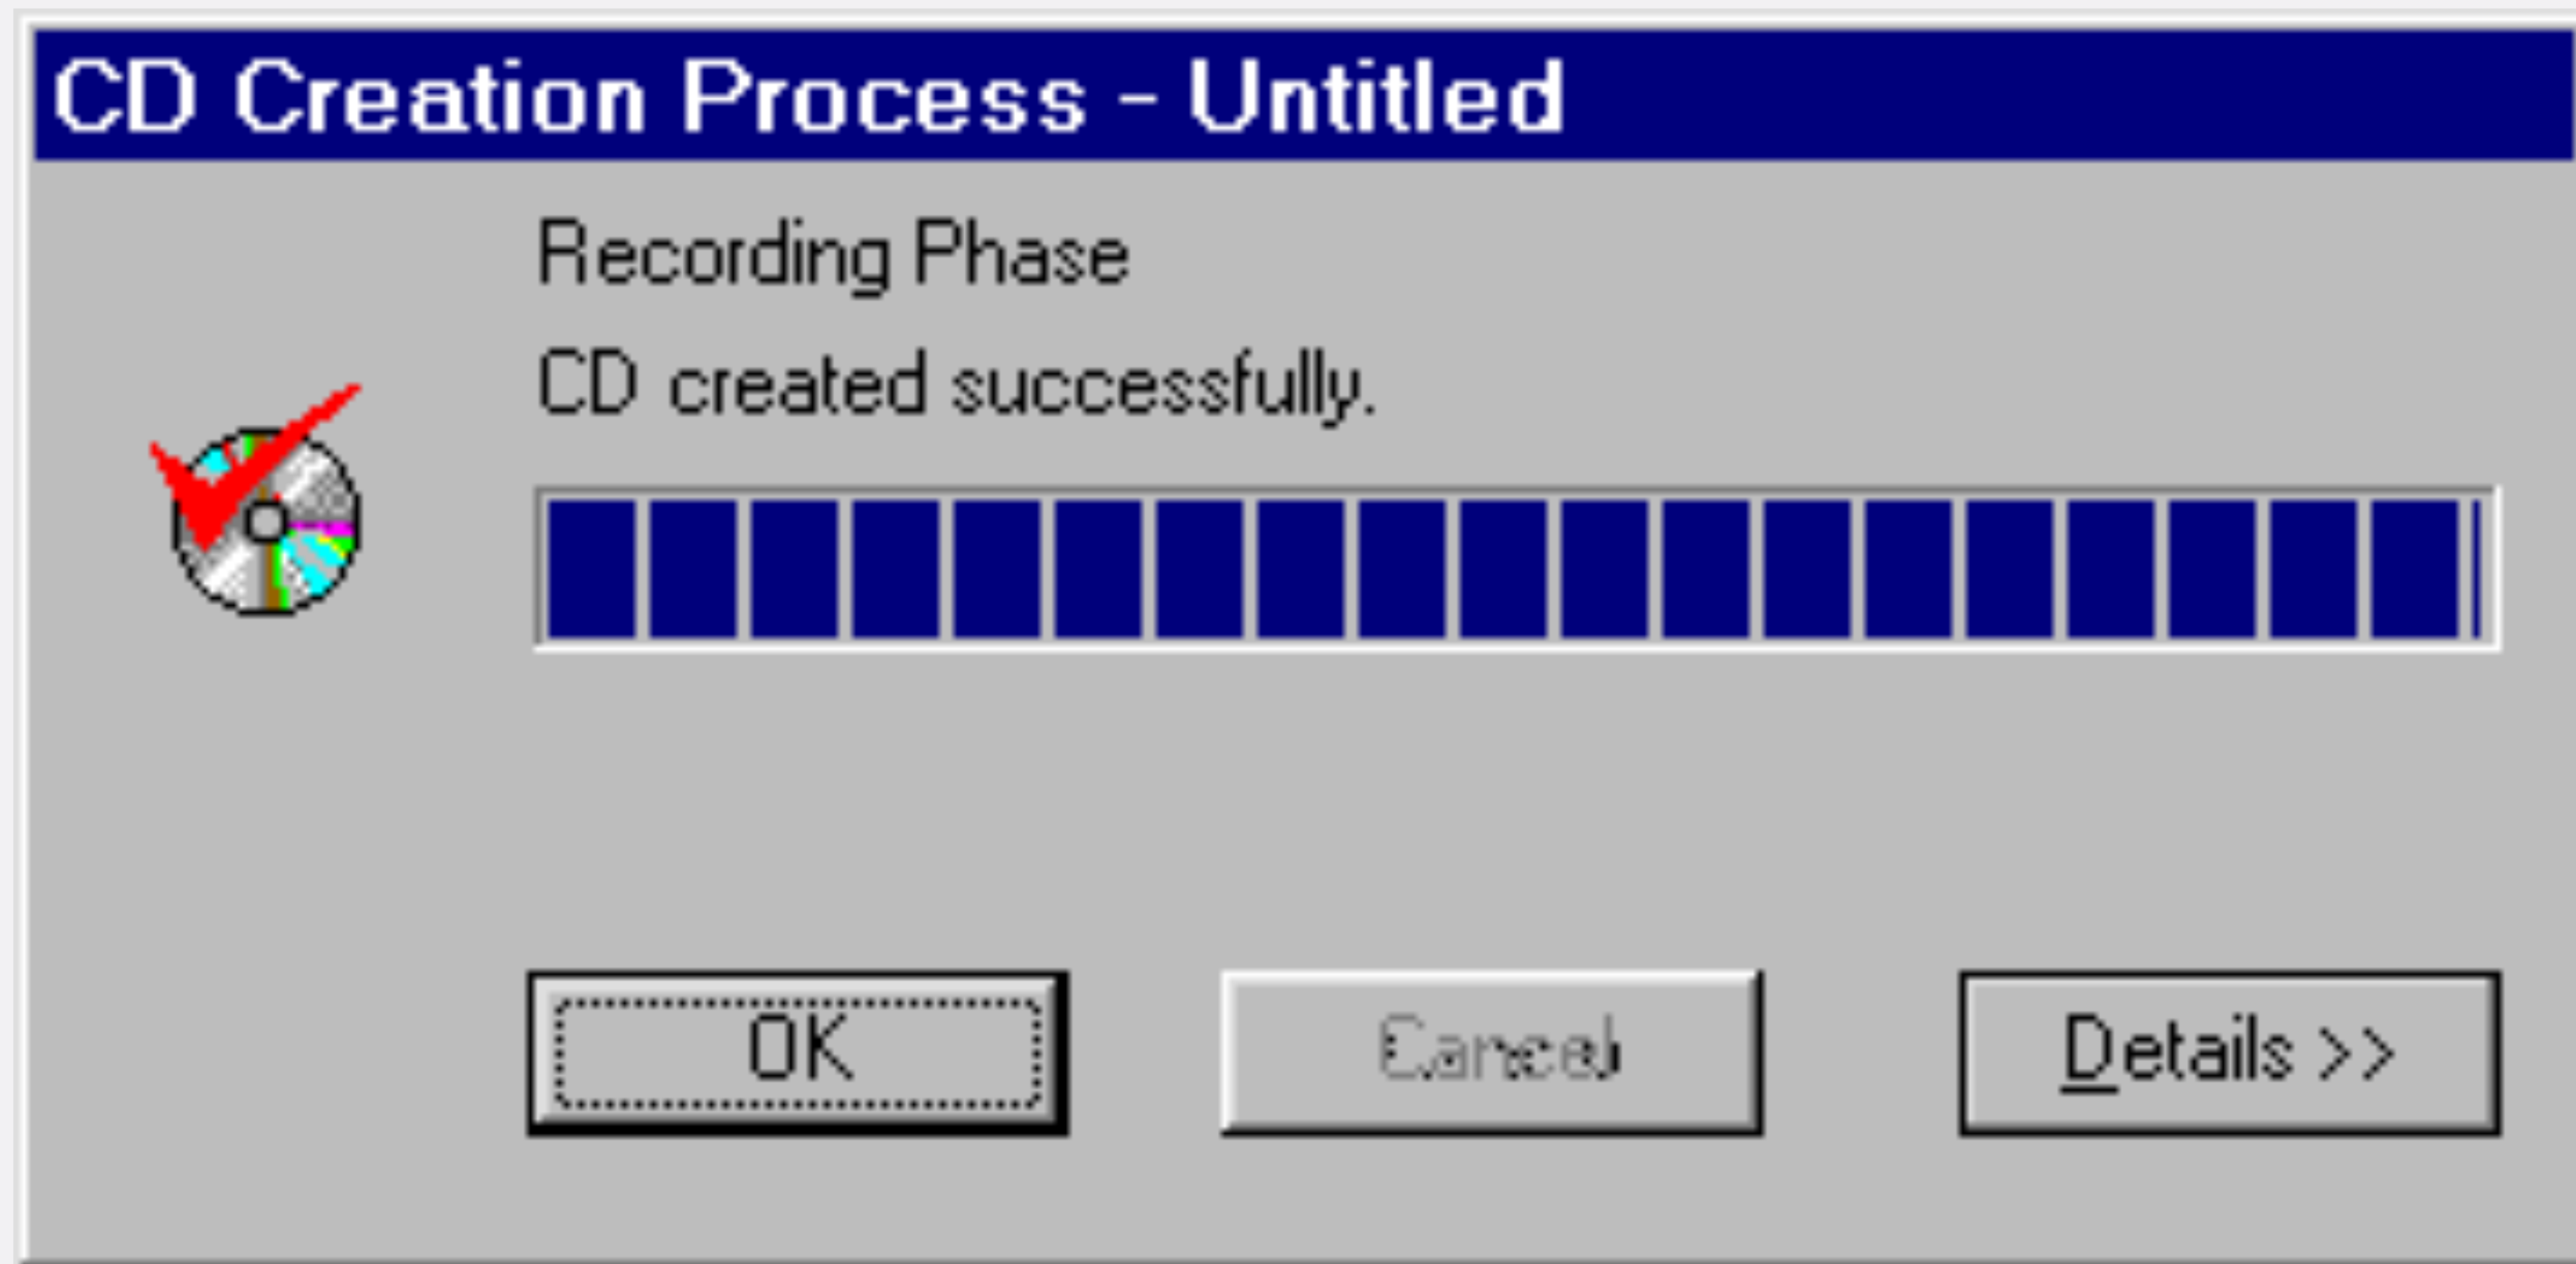 CD Creation Process - Untitled
Recording Phase
CD created successfully.
OK
Cancel
Details >>